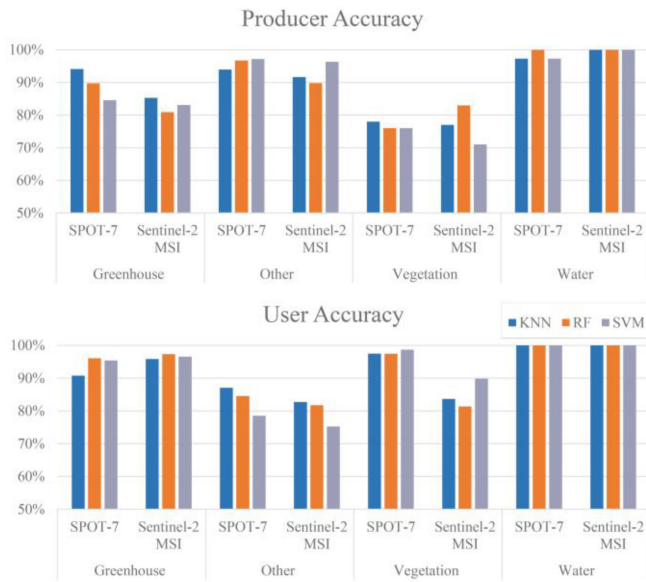 Producer Accuracy
100%
90%
80%
70%
60%
50%
SPOT-7 Sentinel-2 SPOT-7 Sentinel-2 SPOT-7 Sentinel-2 SPOT-7 Sentinel-2
MSI MSI MSI MSI
Greenhouse Other Vegetation Water
User Accuracy
KNN RF SVM
100%
90%
80%
70%
60%
50%
SPOT-7 Sentinel-2 SPOT-7 Sentinel-2 SPOT-7 Sentinel-2 SPOT-7 Sentinel-2
MSI MSI MSI MSI
Greenhouse Other Vegetation Water